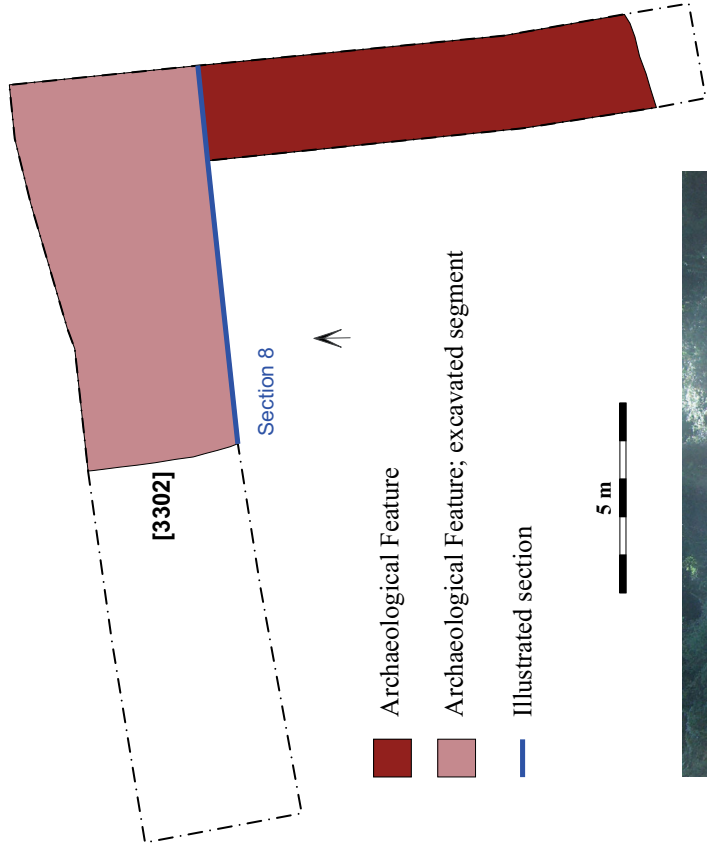 [3302]
Section 8
Archaeological Feature
Archaeological Feature; excavated segment
Illustrated section
5 m